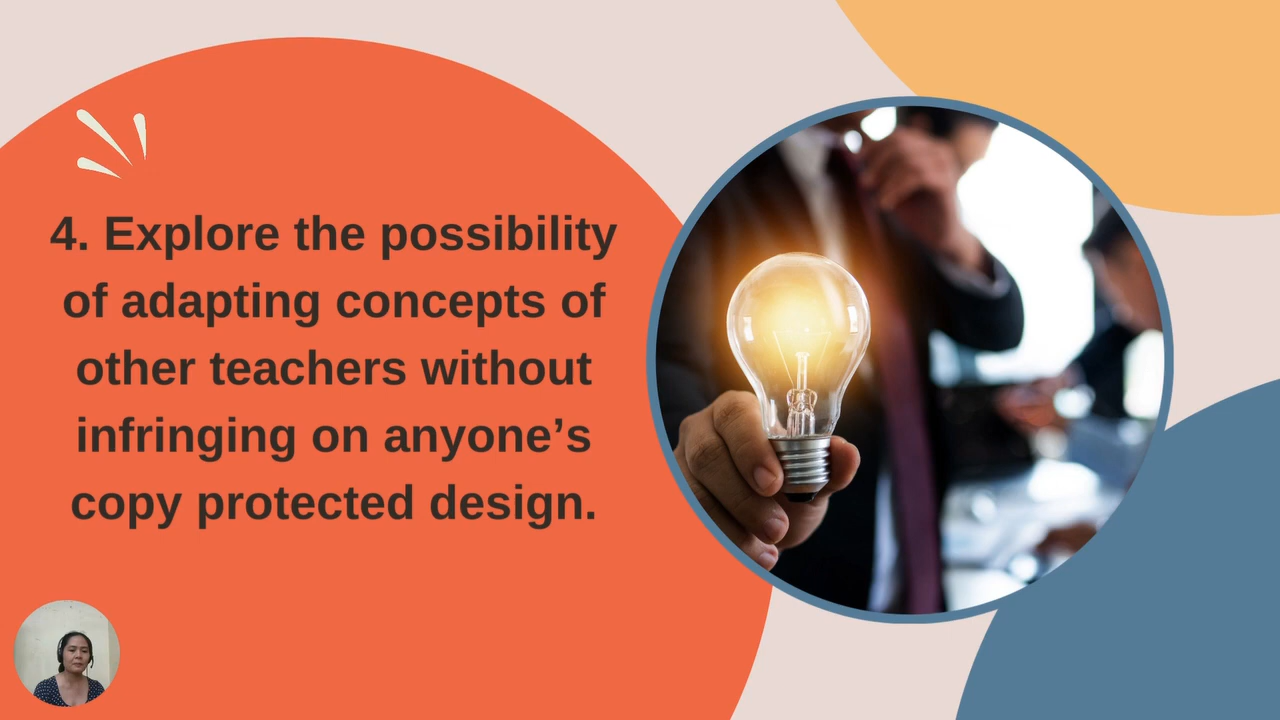 4. Explore the possibility
of adapting concepts of
other teachers without
infringing on anyone’s
copy protected design.